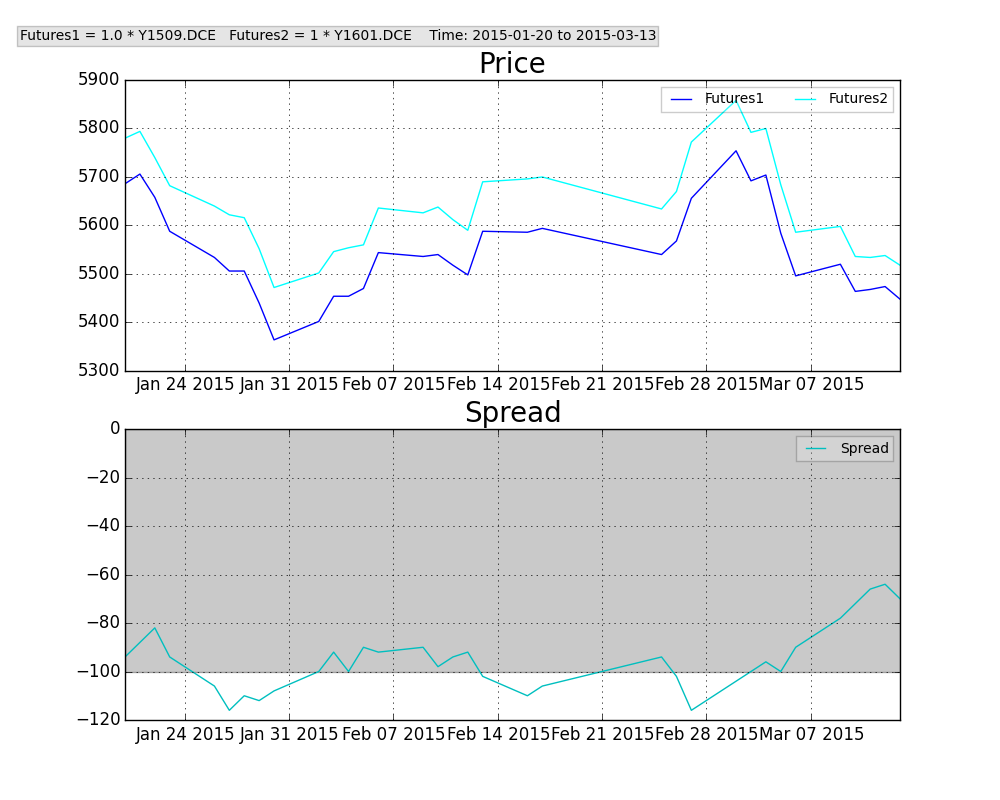 Futures1 = 1.0 * Y1509.DCE   Futures2 = 1 * Y1601.DCE    Time: 2015-01-20 to 2015-03-13
Price
Futures1 Futures2
5900
5800
5700
5600
5500
5400
5300
Jan 24 2015 Jan 31 2015 Feb 07 2015 Feb 14 2015 Feb 21 2015 Feb 28 2015 Mar 07 2015
Spread
Spread
0
−20
−40
−60
−80
−100
−120
Jan 24 2015 Jan 31 2015 Feb 07 2015 Feb 14 2015 Feb 21 2015 Feb 28 2015 Mar 07 2015